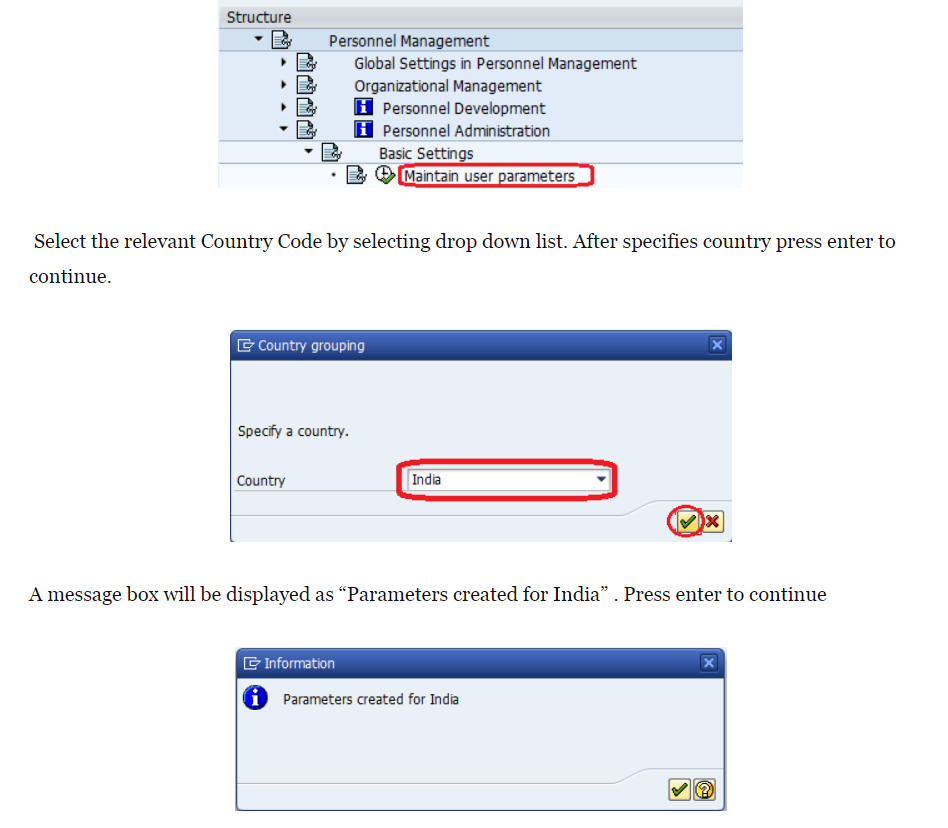 Structure
Personnel Management
Global Settings in Personnel Management
Organizational Management
Personnel Development
Personnel Administration
Basic Settings
Maintain user parameters
Select the relevant Country Code by selecting drop down list. After specifies country press enter to
continue.
Country grouping
Specify a country.
Country India
A message box will be displayed as “Parameters created for India” . Press enter to continue
Information
Parameters created for India